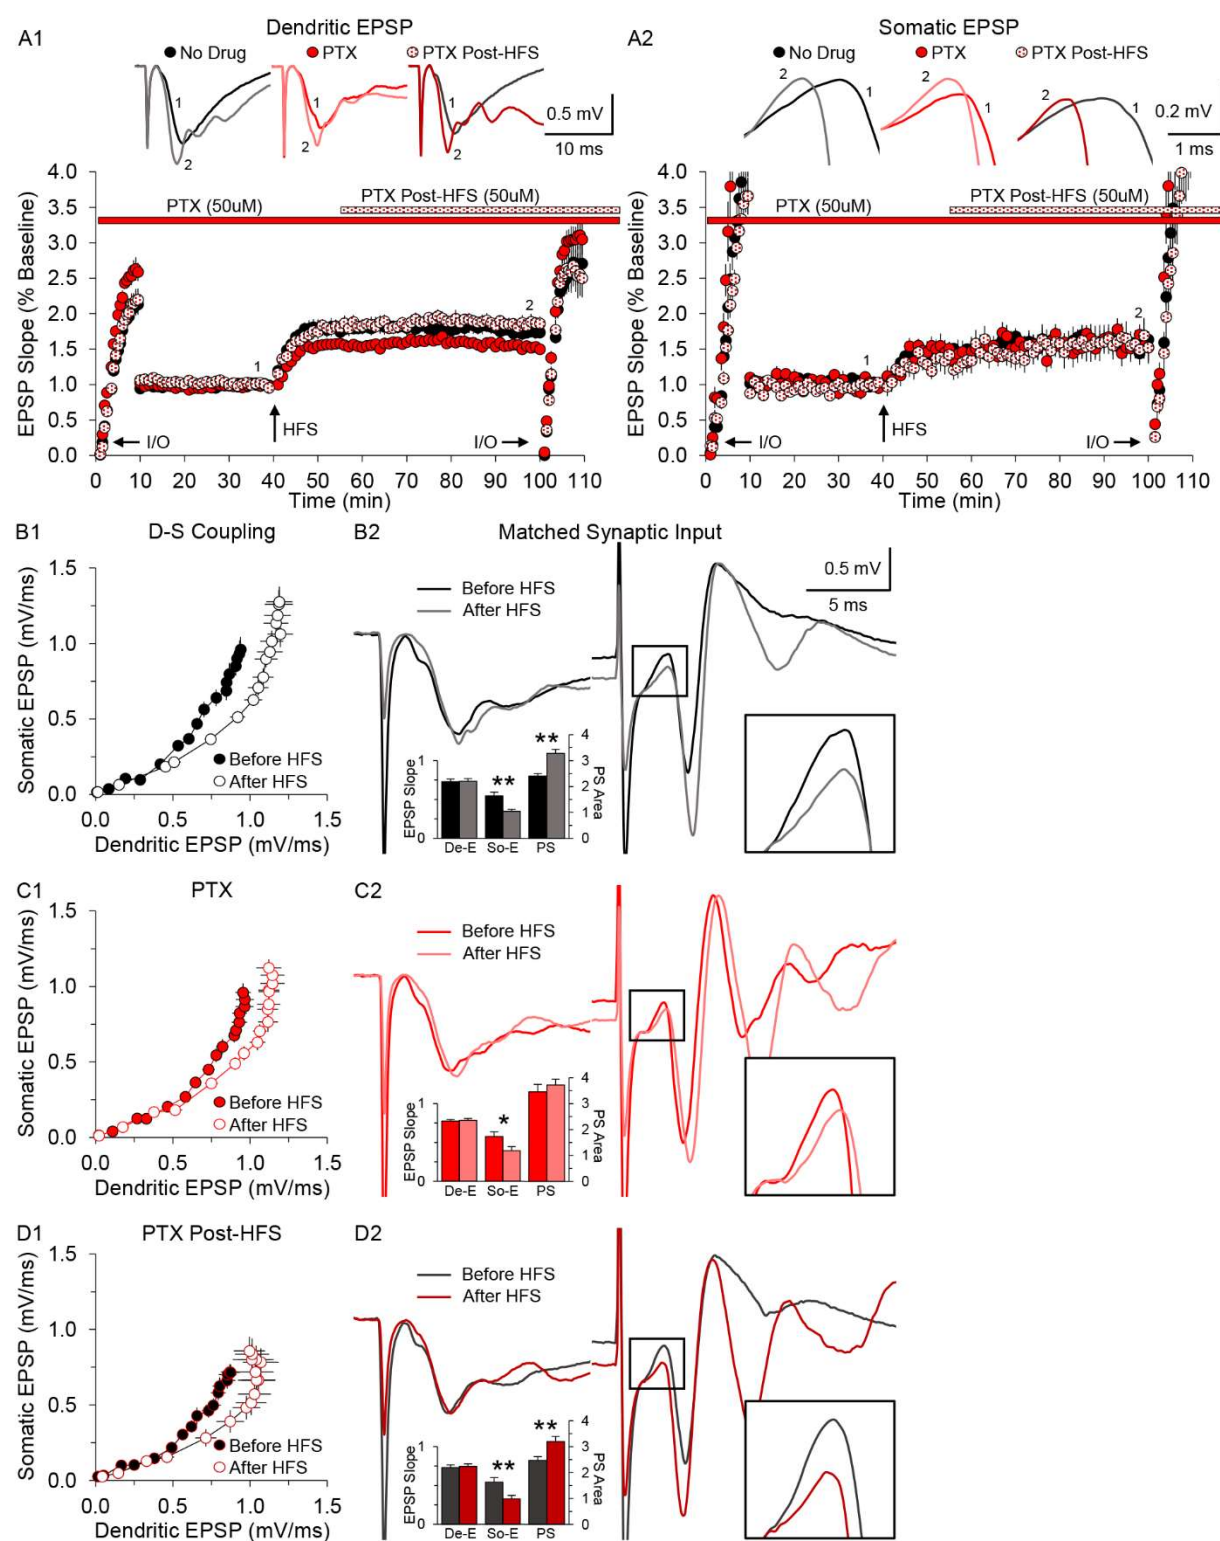 A1
Dendritic EPSP
No Drug PTX PTX Post-HFS
1
2
1
2
1
2
0.5 mV
10 ms
EPSP Slope (% Baseline)
4.0
3.5
3.0
2.5
2.0
1.5
1.0
0.5
0.0
PTX (50uM)
PTX Post-HFS (50uM)
1
2
I/O
HFS
I/O
0 10 20 30 40 50 60 70 80 90 100 110
Time (min)
A2
Somatic EPSP
No Drug PTX PTX Post-HFS
2
1
2
1
2
1
0.2 mV
1 ms
EPSP Slope (% Baseline)
4.0
3.5
3.0
2.5
2.0
1.5
1.0
0.5
0.0
PTX (50uM)
PTX Post-HFS (50uM)
1
2
I/O
HFS
I/O
0 10 20 30 40 50 60 70 80 90 100 110
Time (min)
B1
D-S Coupling
Somatic EPSP (mV/ms)
1.5
1.0
0.5
0.0
Before HFS
After HFS
0.0 0.5 1.0 1.5
Dendritic EPSP (mV/ms)
B2
Matched Synaptic Input
Before HFS
After HFS
0.5 mV
5 ms
EPSP Slope
1
0
**
**
4
3
2
1
0
PS Area
De-E So-E PS
C1
PTX
Somatic EPSP (mV/ms)
1.5
1.0
0.5
0.0
Before HFS
After HFS
0.0 0.5 1.0 1.5
Dendritic EPSP (mV/ms)
C2
Before HFS
After HFS
EPSP Slope
1
0
*
4
3
2
1
0
PS Area
De-E So-E PS
D1
PTX Post-HFS
Somatic EPSP (mV/ms)
1.5
1.0
0.5
0.0
Before HFS
After HFS
0.0 0.5 1.0 1.5
Dendritic EPSP (mV/ms)
D2
Before HFS
After HFS
EPSP Slope
1
0
**
**
4
3
2
1
0
PS Area
De-E So-E PS